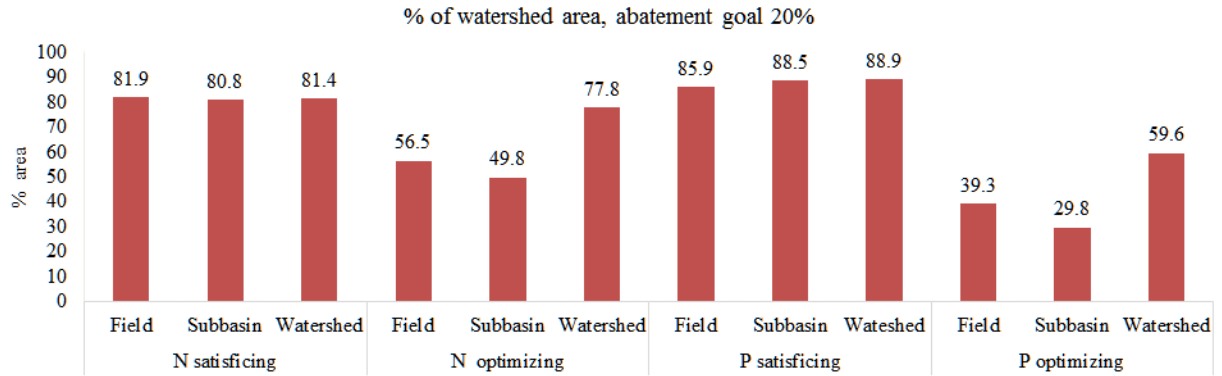 % of watershed area, abatement goal 20%
% area
100
90
80
70
60
50
40
30
20
10
0
81.9 80.8 81.4 56.5 49.8 77.8 85.9 88.5 88.9 39.3 29.8 59.6
Field Subbasin Watershed Field Subbasin Watershed Field Subbasin Wateshed Field Subbasin Watershed
N satisficing N optimizing P satisficing P optimizing